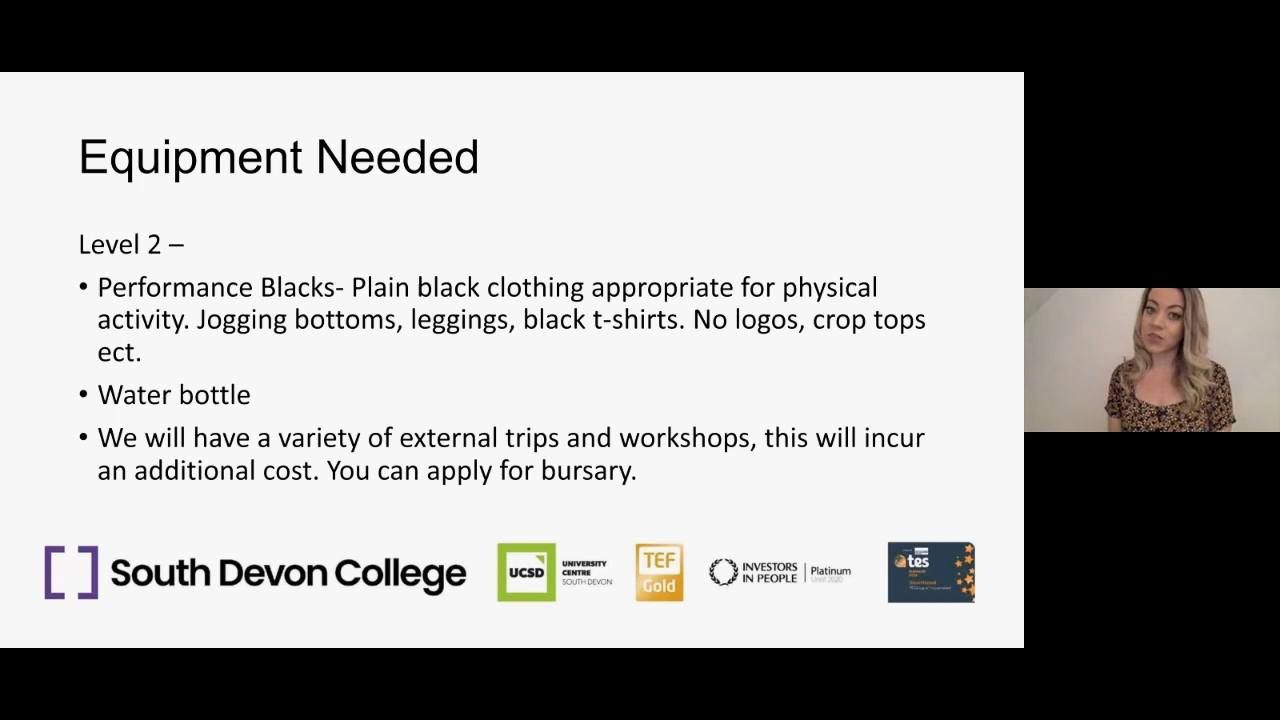 Equipment Needed
Level 2 –
• Performance Blacks- Plain black clothing appropriate for physical
activity. Jogging bottoms, leggings, black t-shirts. No logos, crop tops
ect.
• Water bottle
• We will have a variety of external trips and workshops, this will incur
an additional cost. You can apply for bursary.
South Devon College
UCSD
UNIVERSITY
CENTRE
SOUTH DEVON
TEF
Gold
INVESTORS
IN PEOPLE
Platinum
Until 2020
tes